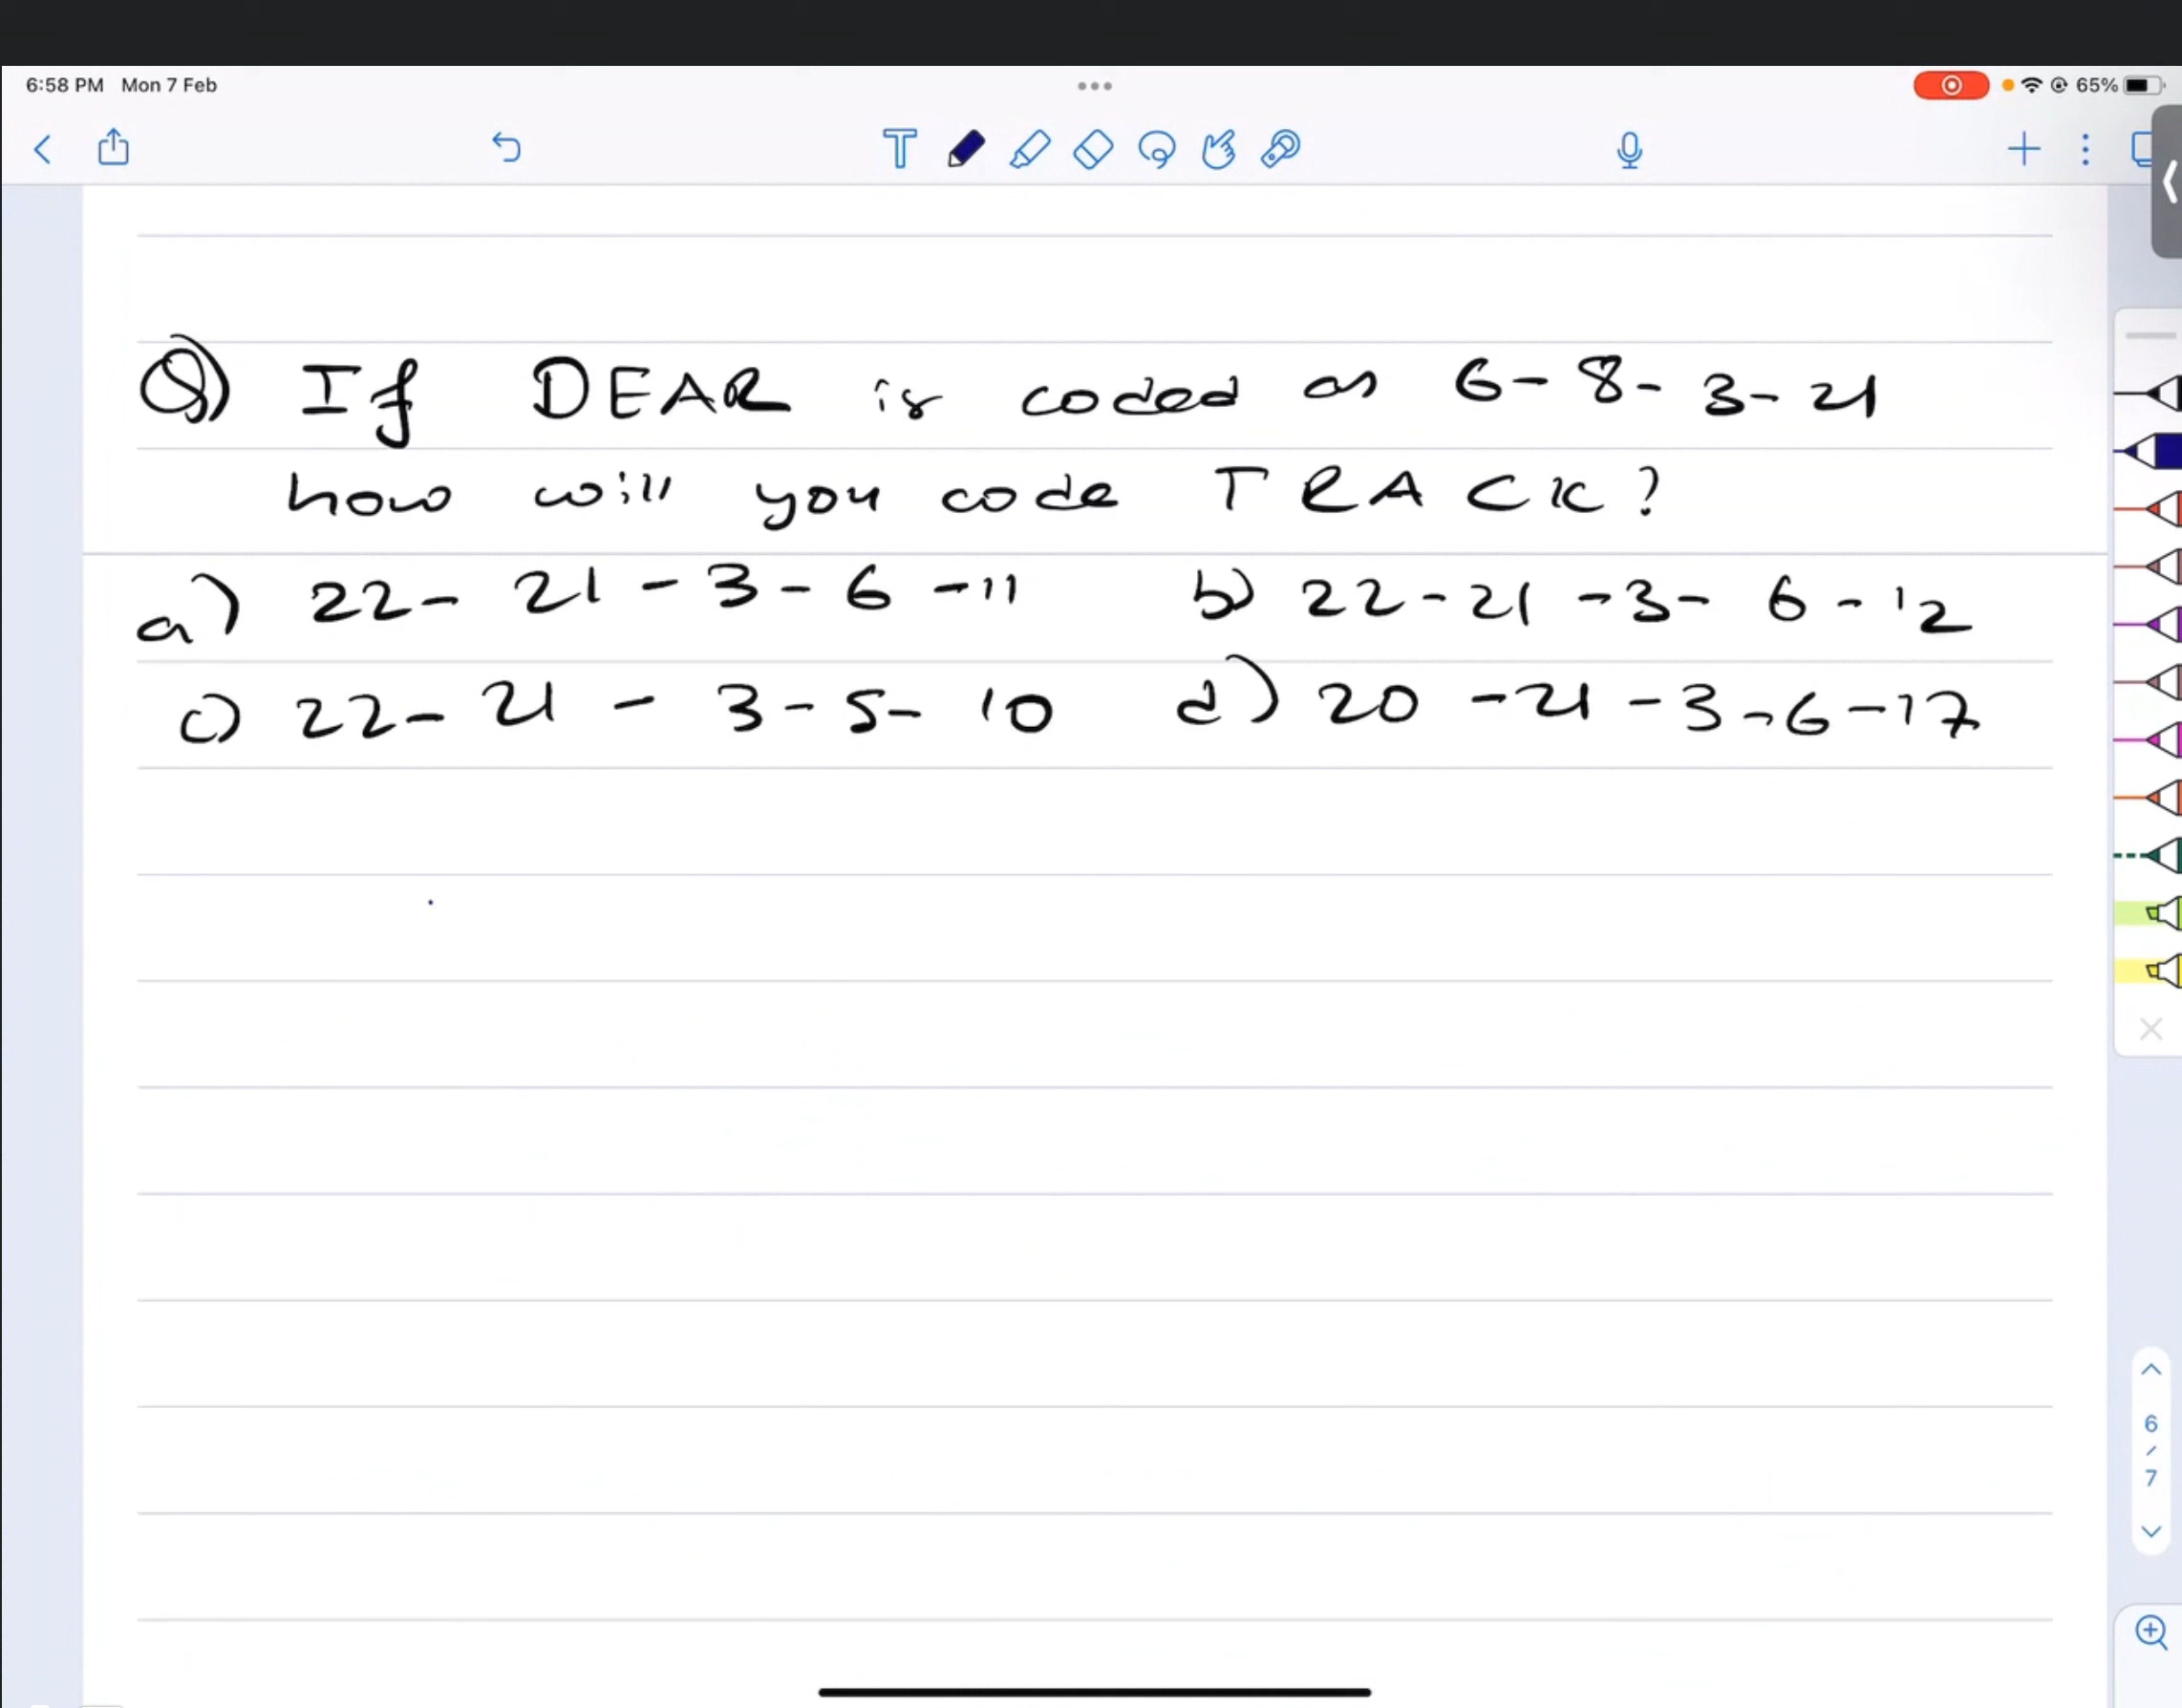 6:58 PM Mon 7 Feb
65%
T
Q) If DEAR is coded as 6-8-3-21
how will you code TRACK?
a) 22-21-3-6-11 b) 22-21-3-6-12
c) 22-21-3-5-10 d) 20-21-3-6-17
6
/
7